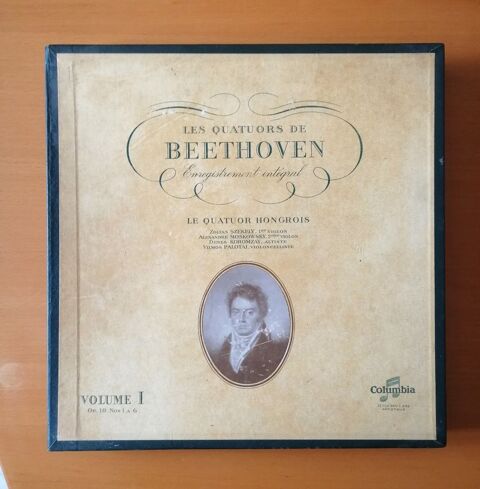 LES QUATUORS DE
BEETHOVEN
Enregistrement intégral
LE QUATUOR HONGROIS
ZOLTAN SZEKELY, 1er VIOLON
ALEXANDRE MOSKOWSKY, 2ème VIOLON
DENES KOROMZAY, ALTISTE
VILMOS PALOTAI, VIOLONCELLISTE
VOLUME I
Op. 18 Nos 1 à 6
Columbia